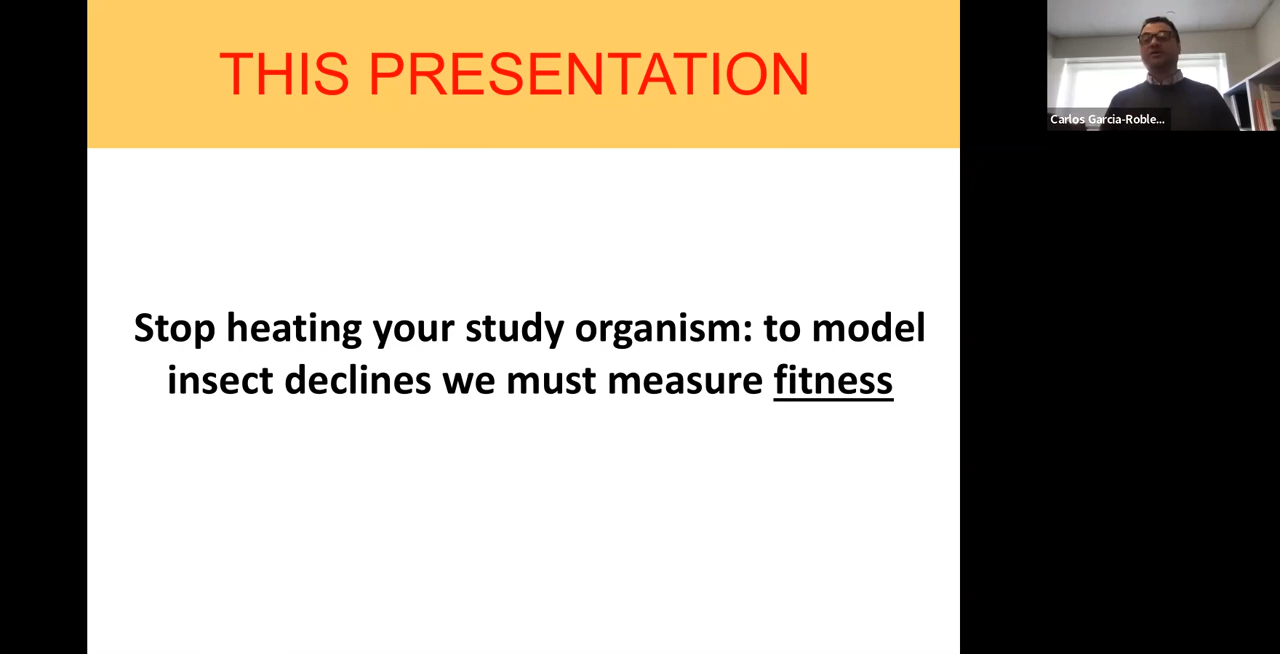 THIS PRESENTATION
Carlos Garcia-Roble...
Stop heating your study organism: to model
insect declines we must measure fitness